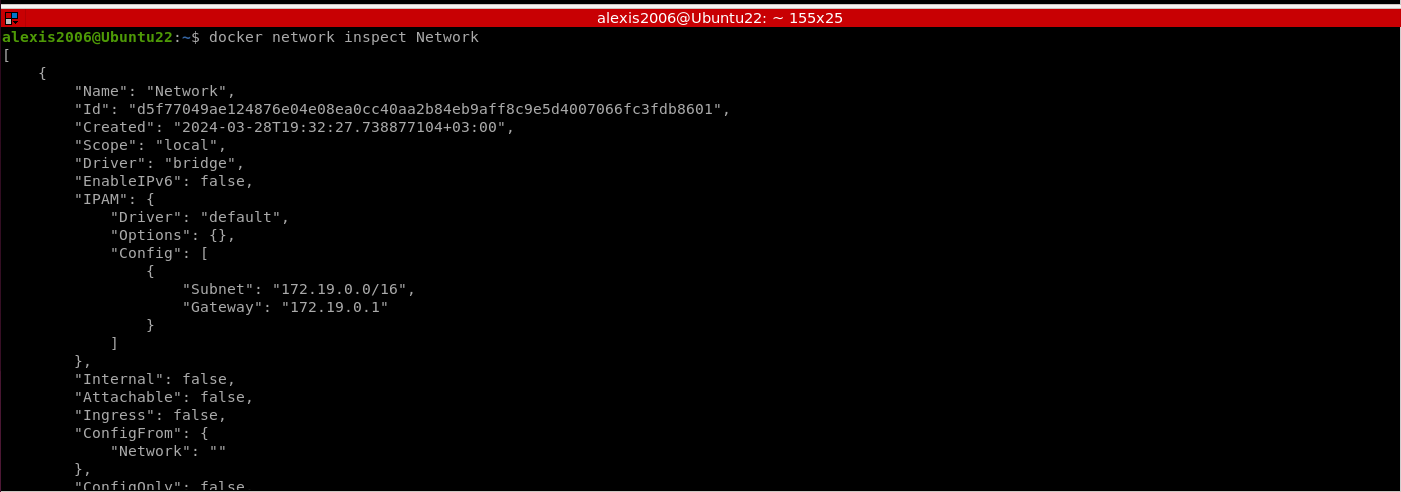 alexis2006@Ubuntu22: ~ 155x25
alexis2006@Ubuntu22:~$ docker network inspect Network
[
    {
        "Name": "Network",
        "Id": "d5f77049ae124876e04e08ea0cc40aa2b84eb9aff8c9e5d4007066fc3fdb8601",
        "Created": "2024-03-28T19:32:27.738877104+03:00",
        "Scope": "local",
        "Driver": "bridge",
        "EnableIPv6": false,
        "IPAM": {
            "Driver": "default",
            "Options": {},
            "Config": [
                {
                    "Subnet": "172.19.0.0/16",
                    "Gateway": "172.19.0.1"
                }
            ]
        },
        "Internal": false,
        "Attachable": false,
        "Ingress": false,
        "ConfigFrom": {
            "Network": ""
        },
        "ConfigOnly": false,